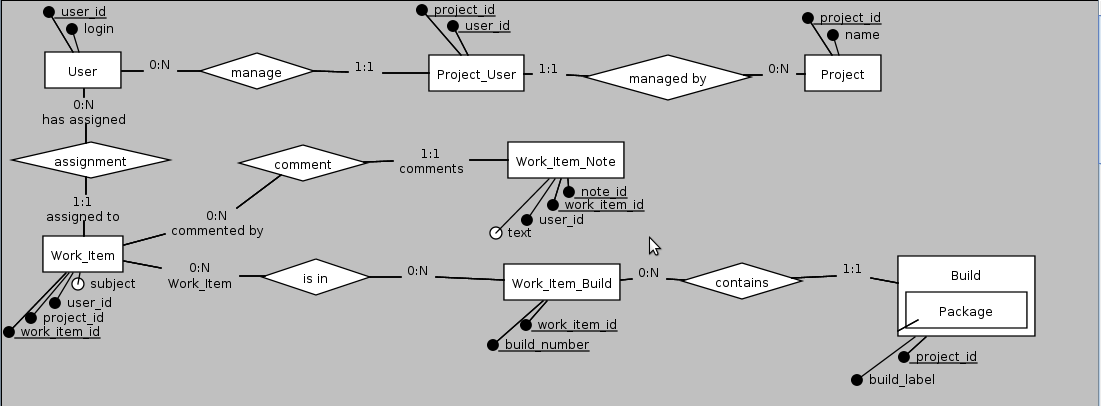 user_id
login
User
0:N
manage
1:1
project_id
user_id
Project_User
1:1
managed by
0:N
project_id
name
Project
0:N
has assigned
assignment
1:1
assigned to
comment
1:1
comments
Work_Item_Note
note_id
work_item_id
user_id
text
0:N
commented by
Work_Item
subject
user_id
project_id
work_item_id
0:N
Work_Item
is in
0:N
Work_Item_Build
work_item_id
build_number
0:N
contains
1:1
Build
Package
project_id
build_label